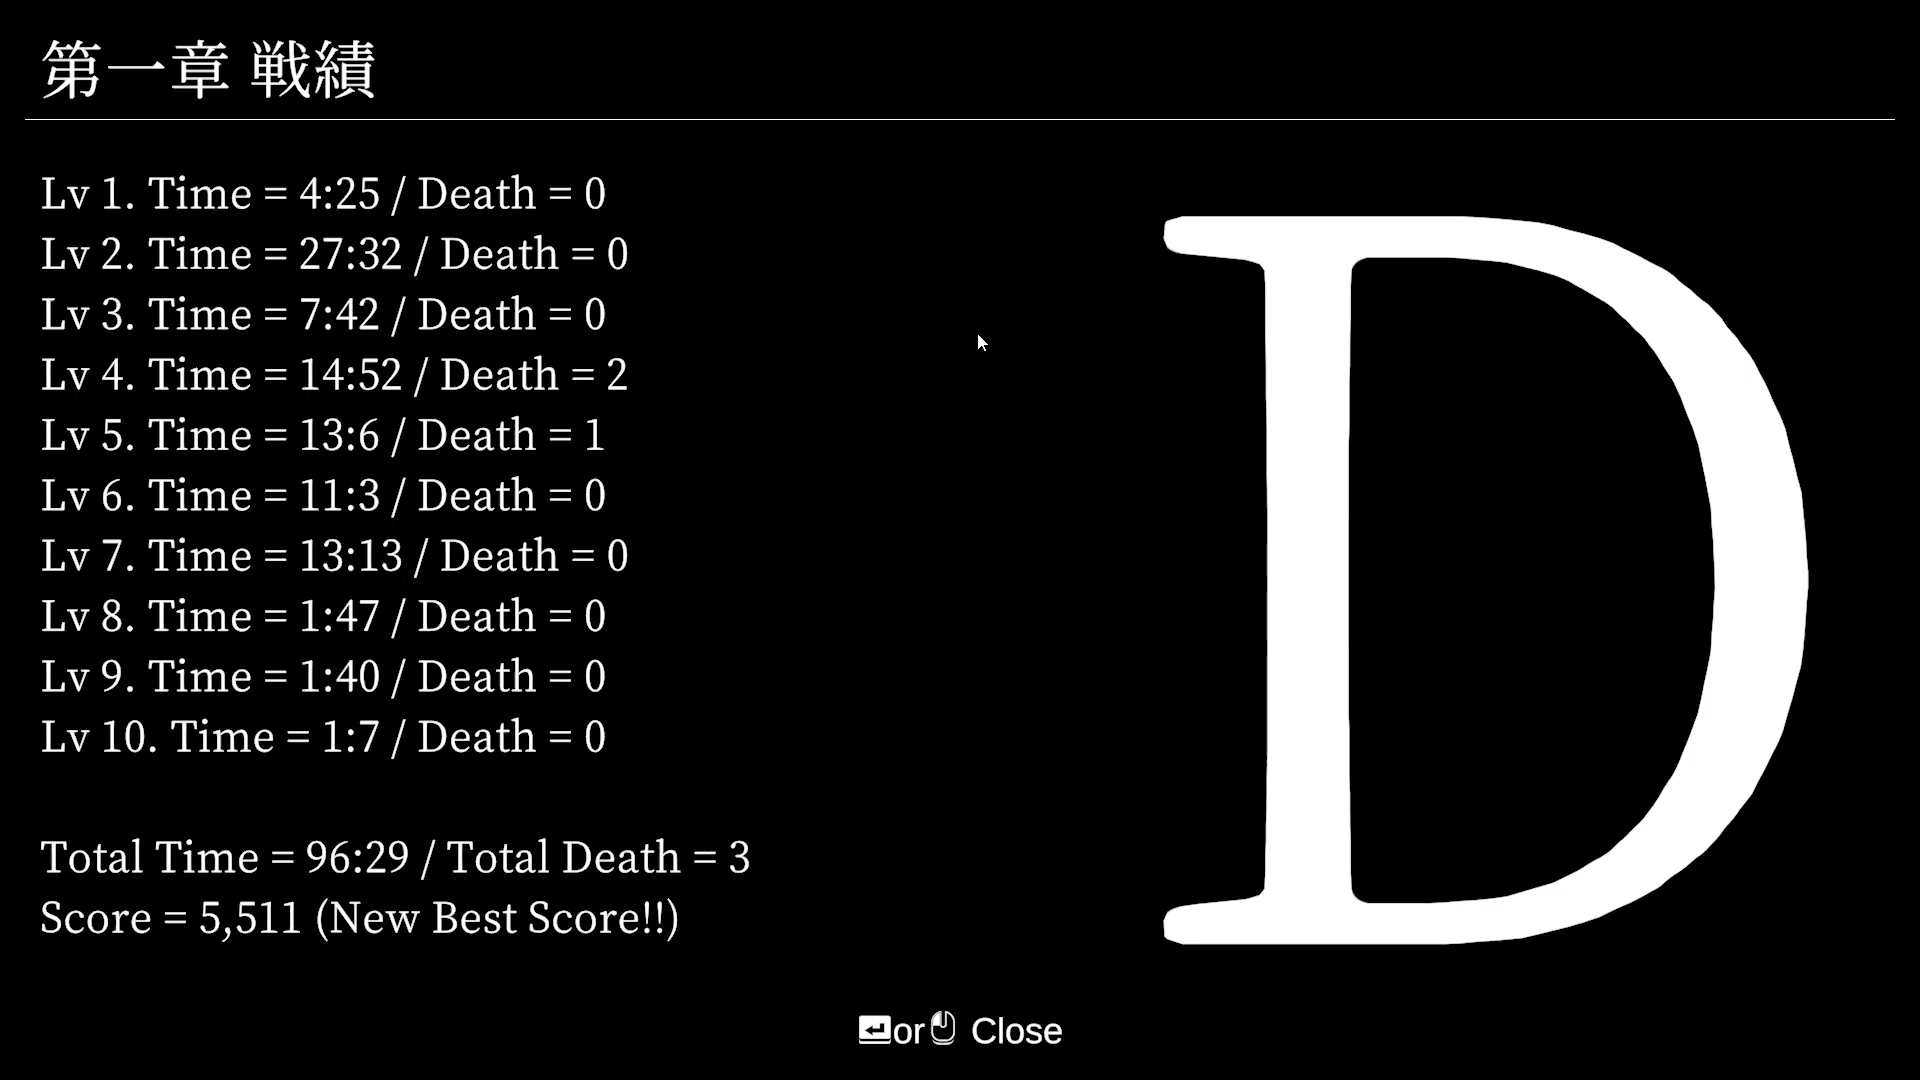 第一章 戦績
Lv 1. Time = 4:25 / Death = 0
Lv 2. Time = 27:32 / Death = 0
Lv 3. Time = 7:42 / Death = 0
Lv 4. Time = 14:52 / Death = 2
Lv 5. Time = 13:6 / Death = 1
Lv 6. Time = 11:3 / Death = 0
Lv 7. Time = 13:13 / Death = 0
Lv 8. Time = 1:47 / Death = 0
Lv 9. Time = 1:40 / Death = 0
Lv 10. Time = 1:7 / Death = 0
Total Time = 96:29 / Total Death = 3
Score = 5,511 (New Best Score!!)
D
or Close